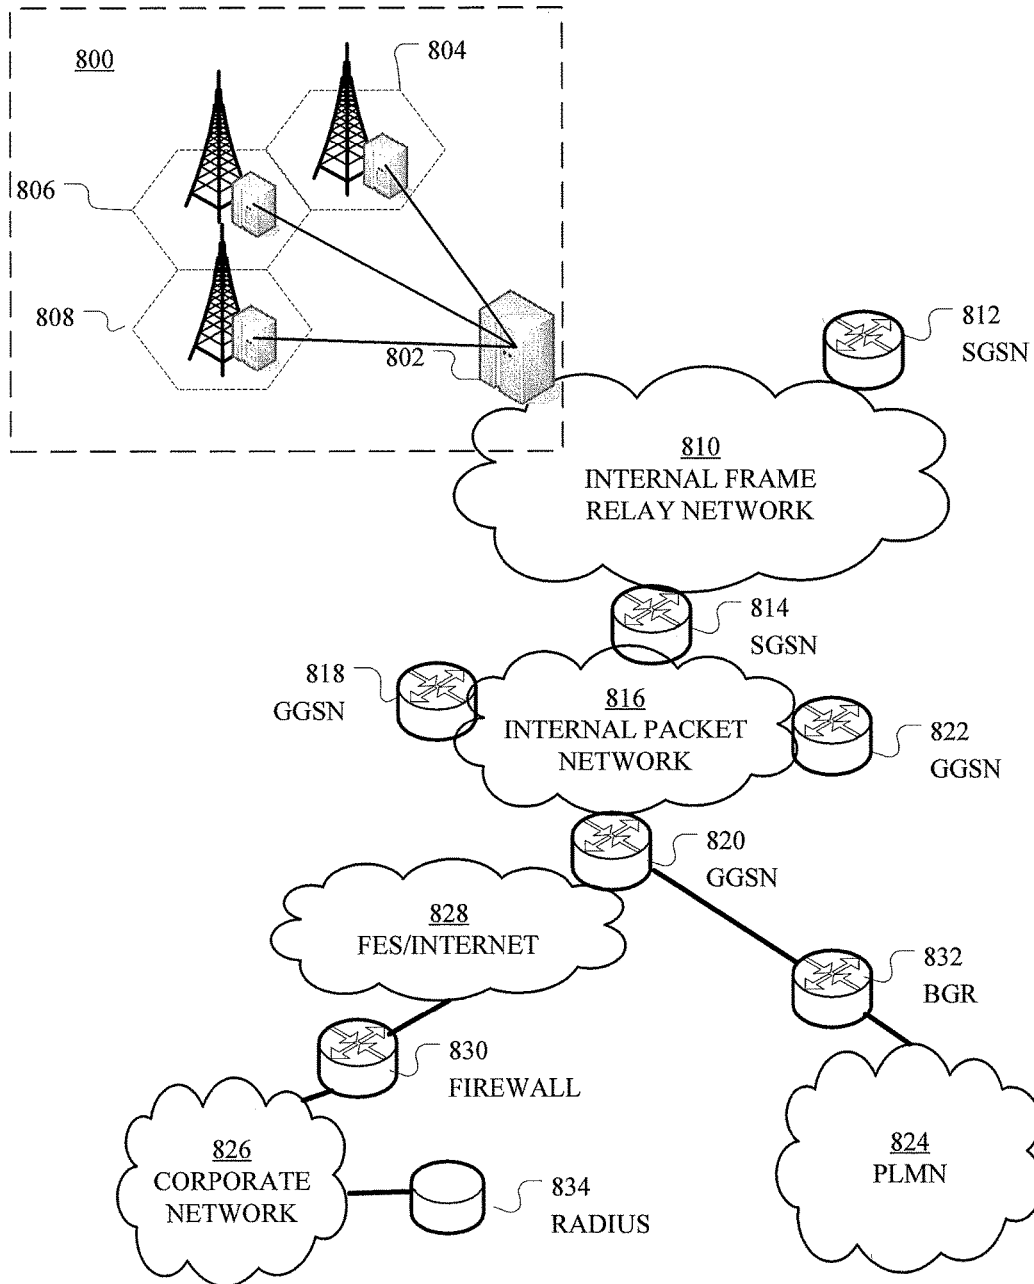 800
804
806
808
802
812
SGSN
810
INTERNAL FRAME
RELAY NETWORK
814
SGSN
818
GGSN
816
INTERNAL PACKET
NETWORK
822
GGSN
820
GGSN
828
FES/INTERNET
832
BGR
830
FIREWALL
826
CORPORATE
NETWORK
834
RADIUS
824
PLMN